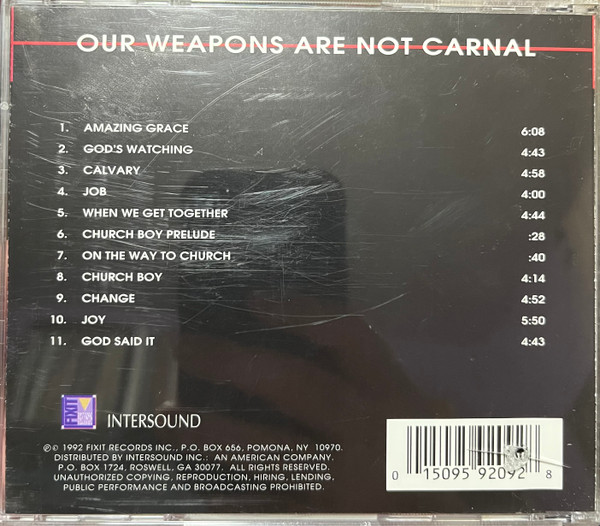 OUR WEAPONS ARE NOT CARNAL
1. AMAZING GRACE 6:08
2. GOD'S WATCHING 4:43
3. CALVARY 4:58
4. JOB 4:00
5. WHEN WE GET TOGETHER 4:44
6. CHURCH BOY PRELUDE :28
7. ON THE WAY TO CHURCH :40
8. CHURCH BOY 4:14
9. CHANGE 4:52
10. JOY 5:50
11. GOD SAID IT 4:43
FIXIT INTERSOUND
℗© 1992 FIXIT RECORDS INC., P.O. BOX 656, POMONA, NY 10970.
DISTRIBUTED BY INTERSOUND INC.: AN AMERICAN COMPANY.
P.O. BOX 1724, ROSWELL, GA 30077. ALL RIGHTS RESERVED.
UNAUTHORIZED COPYING, REPRODUCTION, HIRING, LENDING,
PUBLIC PERFORMANCE AND BROADCASTING PROHIBITED.
0 15095 92092 8